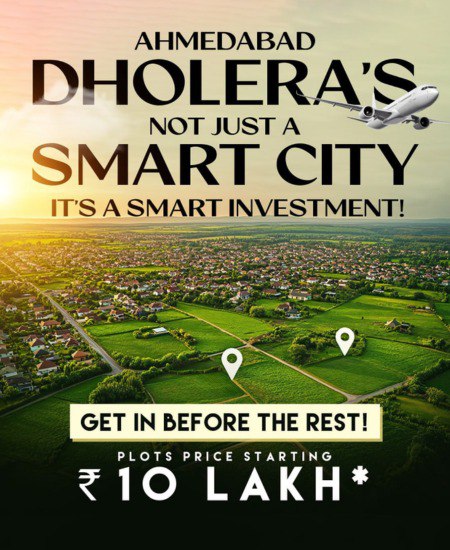 AHMEDABAD
DHOLERA'S
NOT JUST A
SMART CITY
IT'S A SMART INVESTMENT!
GET IN BEFORE THE REST!
PLOTS PRICE STARTING
₹ 10 LAKH*